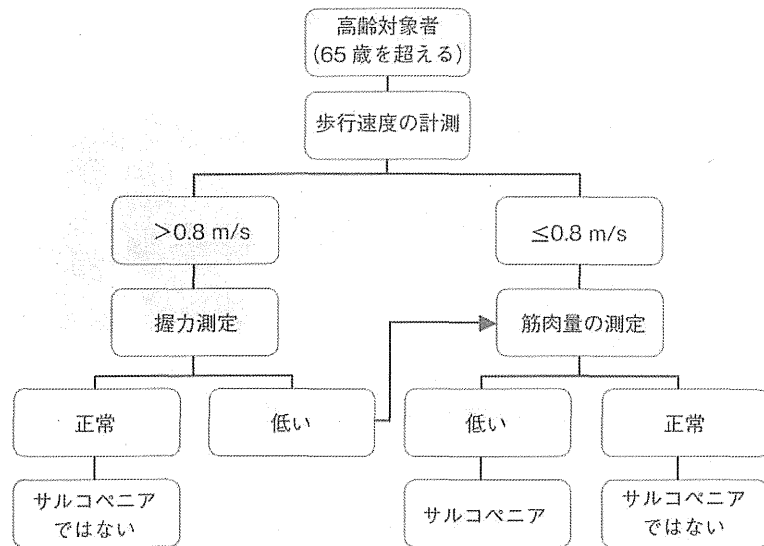 高齢対象者
(65 歳を超える)
歩行速度の計測
>0.8 m/s
≤0.8 m/s
握力測定
筋肉量の測定
正常
低い
低い
正常
サルコペニア
ではない
サルコペニア
サルコペニア
ではない